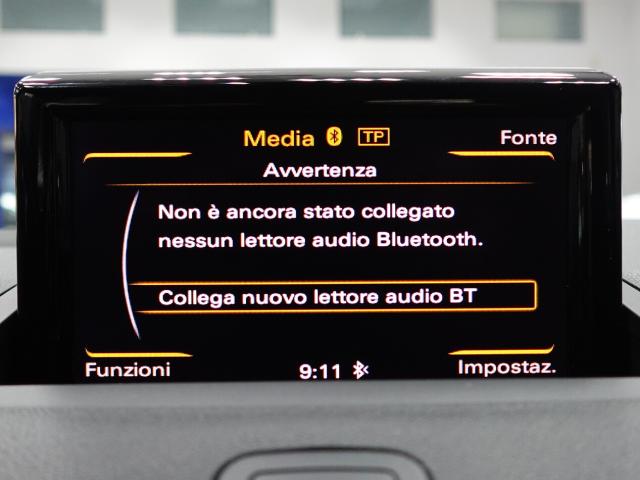 Media TP Fonte
Avvertenza
Non è ancora stato collegato
nessun lettore audio Bluetooth.
Collega nuovo lettore audio BT
Funzioni 9:11 Impostaz.